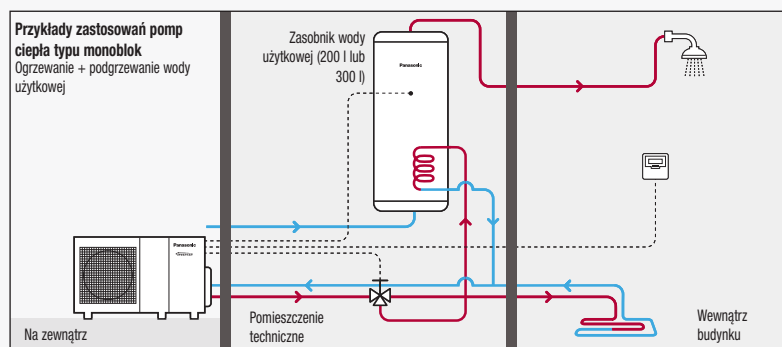 Przykłady zastosowań pomp
ciepła typu monoblok
Ogrzewanie + podgrzewanie wody
użytkowej
Zasobnik wody
użytkowej (200 l lub
300 l)
Panasonic
Panasonic
Na zewnątrz
Pomieszczenie
techniczne
Wewnątrz
budynku